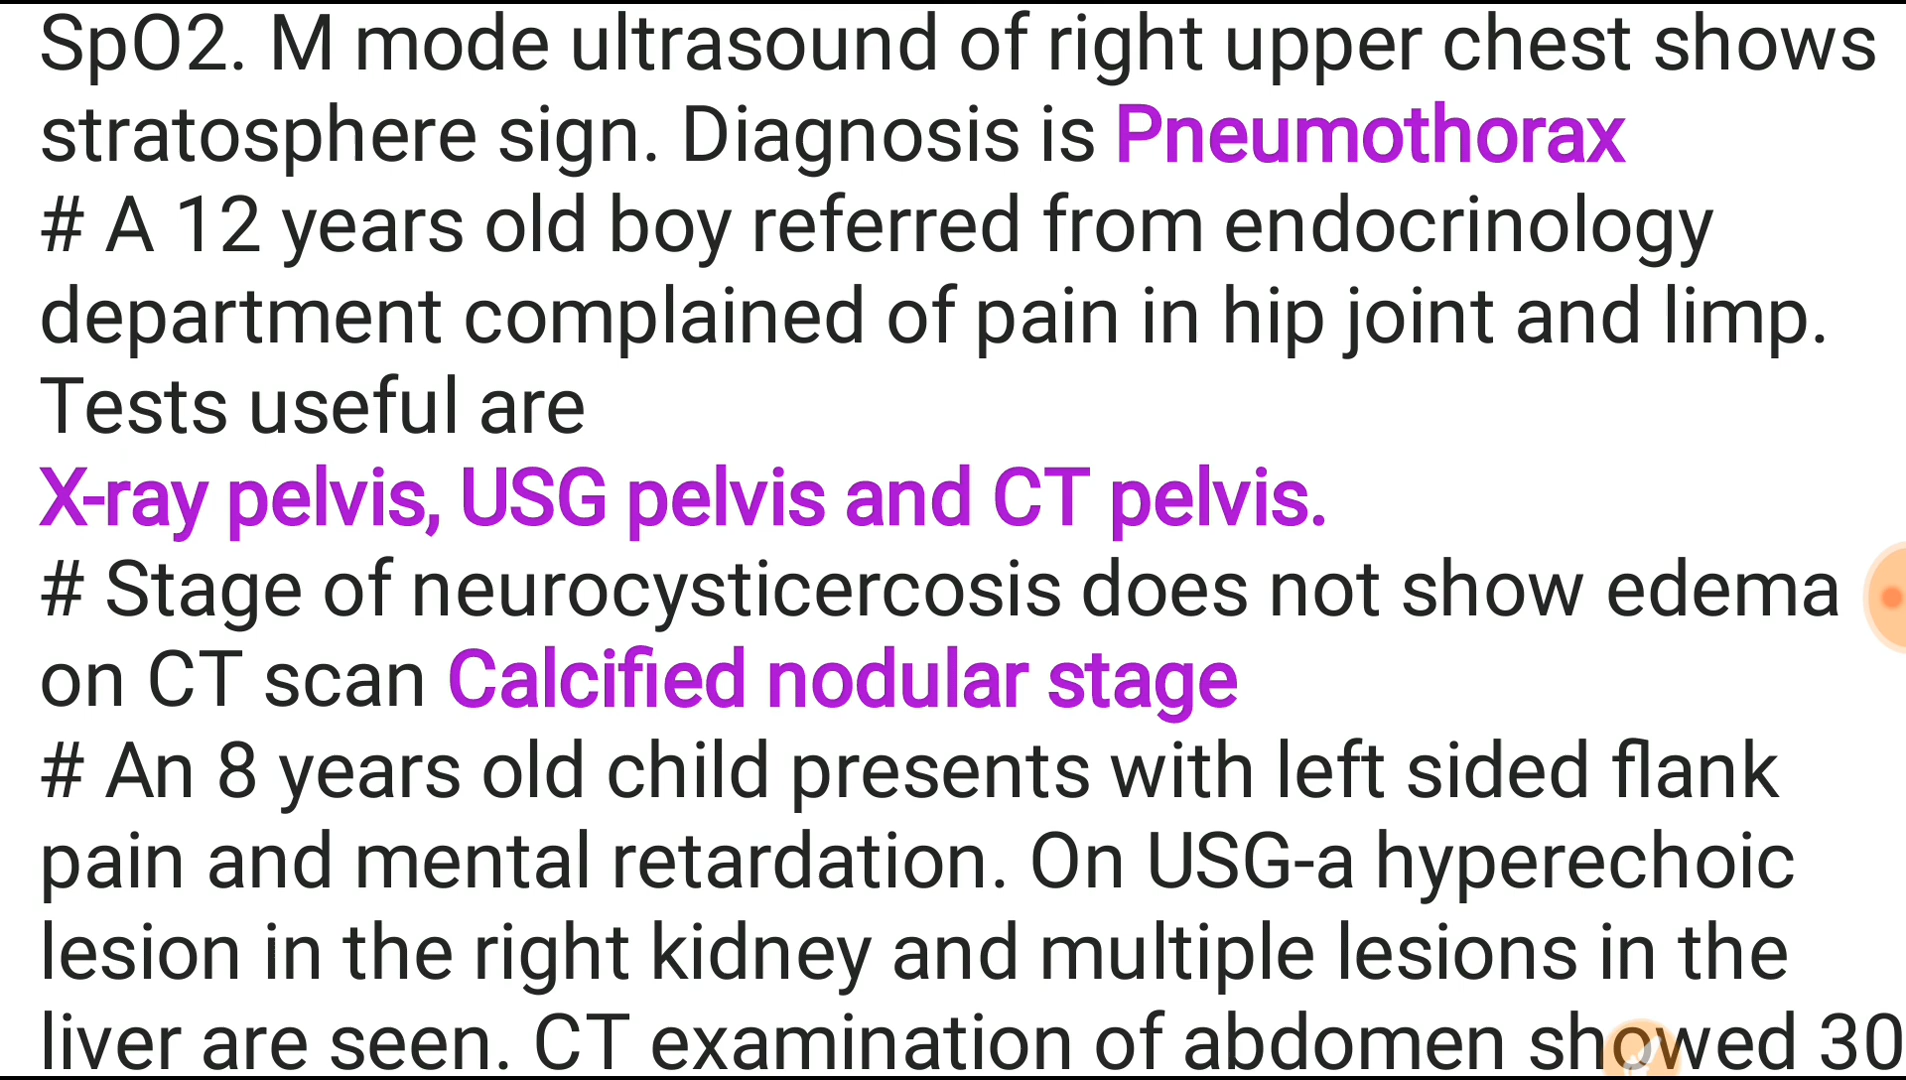 SpO2. M mode ultrasound of right upper chest shows
stratosphere sign. Diagnosis is Pneumothorax
# A 12 years old boy referred from endocrinology
department complained of pain in hip joint and limp.
Tests useful are
X-ray pelvis, USG pelvis and CT pelvis.
# Stage of neurocysticercosis does not show edema
on CT scan Calcified nodular stage
# An 8 years old child presents with left sided flank
pain and mental retardation. On USG-a hyperechoic
lesion in the right kidney and multiple lesions in the
liver are seen. CT examination of abdomen showed 30